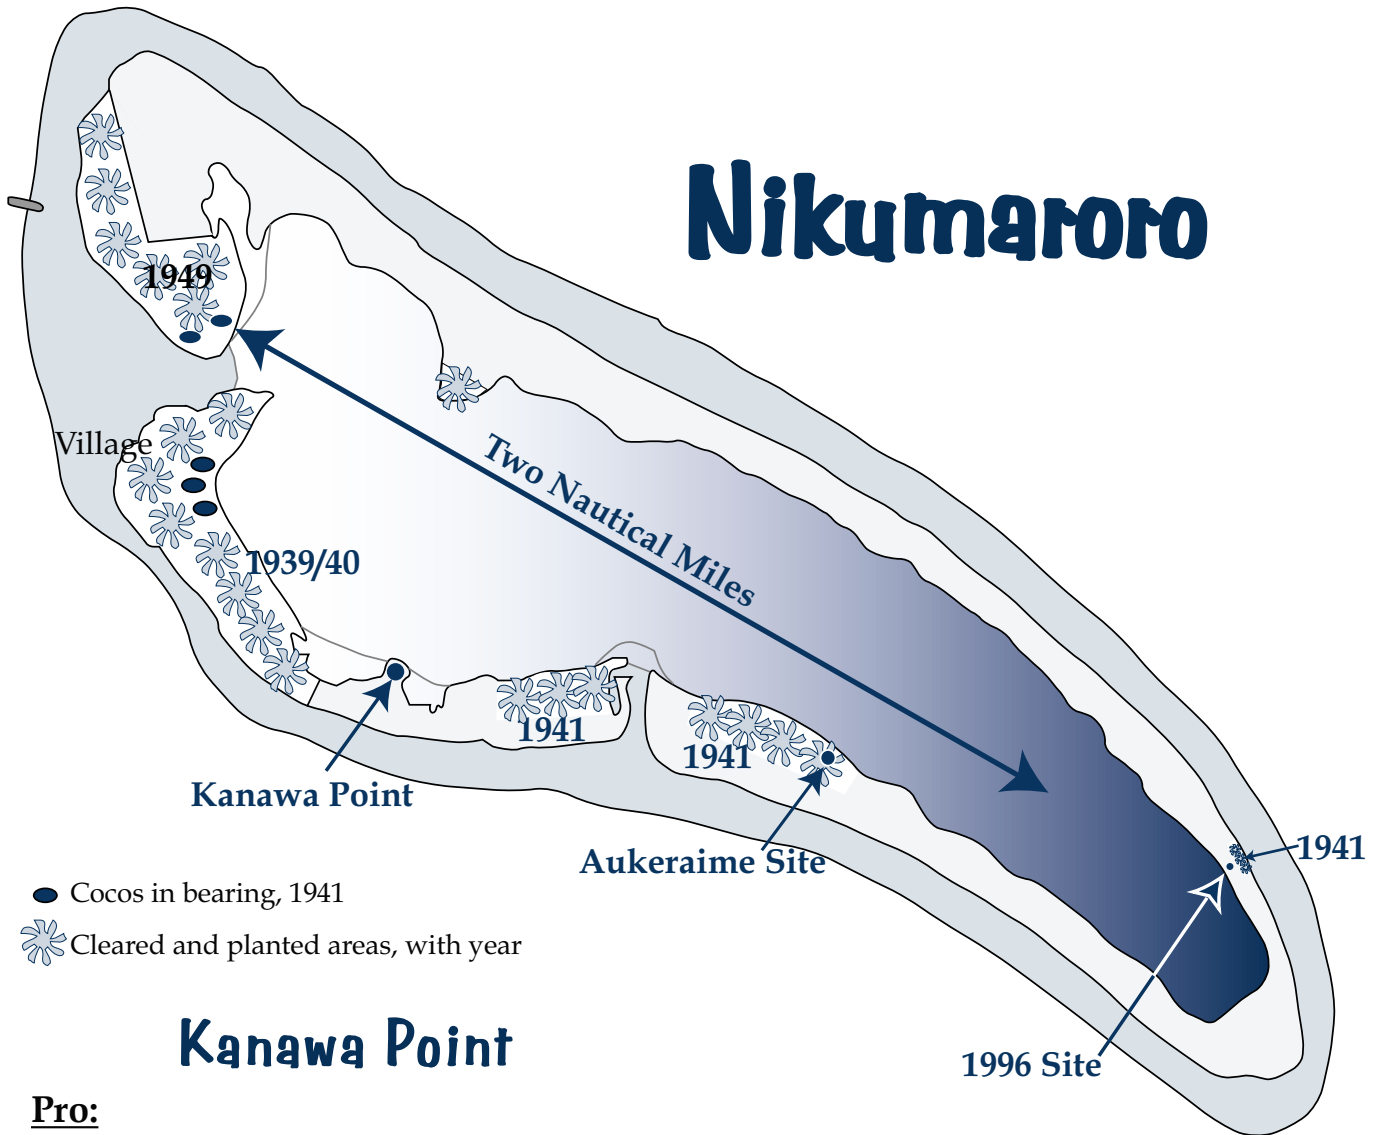 Nikumaroro
1949
Two Nautical Miles
Village
1939/40
1941
1941
Kanawa Point
Aukeraime Site
1941
Cocos in bearing, 1941
Cleared and planted areas, with year
1996 Site
Kanawa Point
Pro: